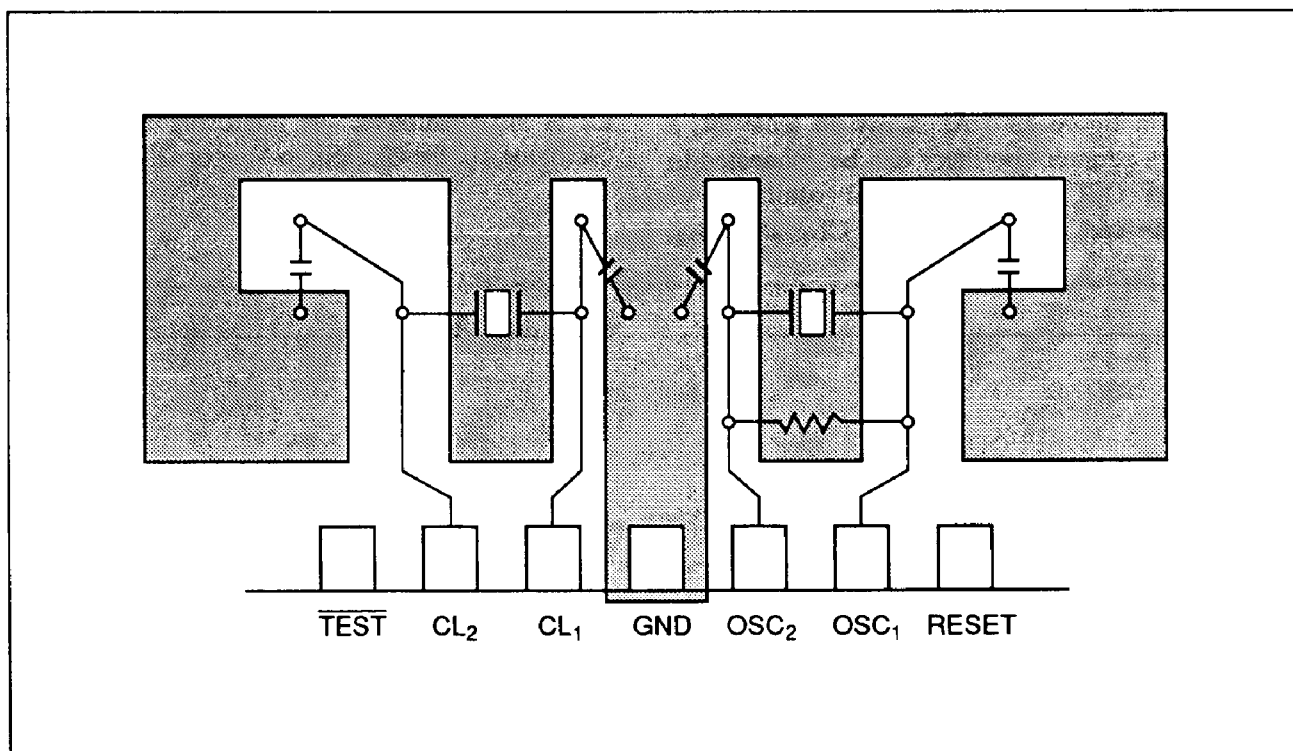 TEST CL₂ CL₁ GND OSC₂ OSC₁ RESET